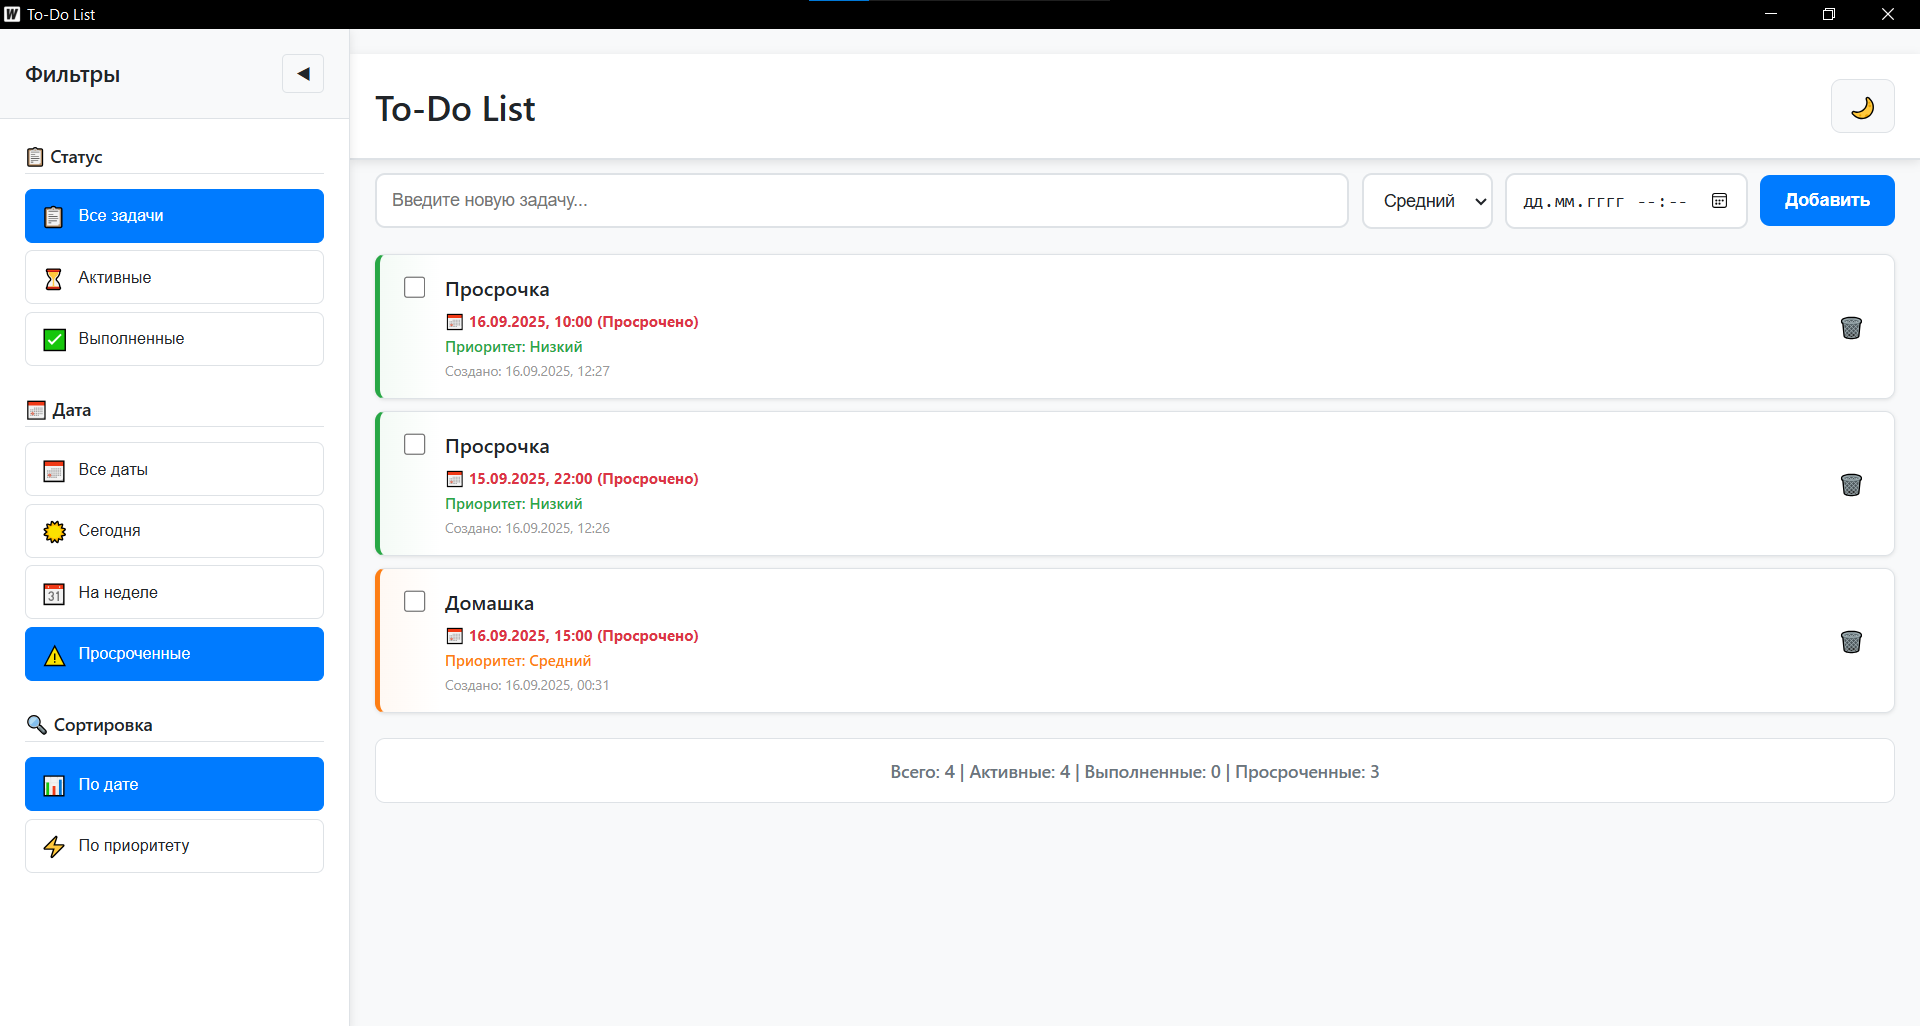 To-Do List
Фильтры
Статус
Все задачи
Активные
Выполненные
Дата
Все даты
Сегодня
На неделе
Просроченные
Сортировка
По дате
По приоритету
To-Do List
Введите новую задачу...
Средний
дд.мм.гггг --:--
Добавить
Просрочка
16.09.2025, 10:00 (Просрочено)
Приоритет: Низкий
Создано: 16.09.2025, 12:27
Просрочка
15.09.2025, 22:00 (Просрочено)
Приоритет: Низкий
Создано: 16.09.2025, 12:26
Домашка
16.09.2025, 15:00 (Просрочено)
Приоритет: Средний
Создано: 16.09.2025, 00:31
Всего: 4 | Активные: 4 | Выполненные: 0 | Просроченные: 3